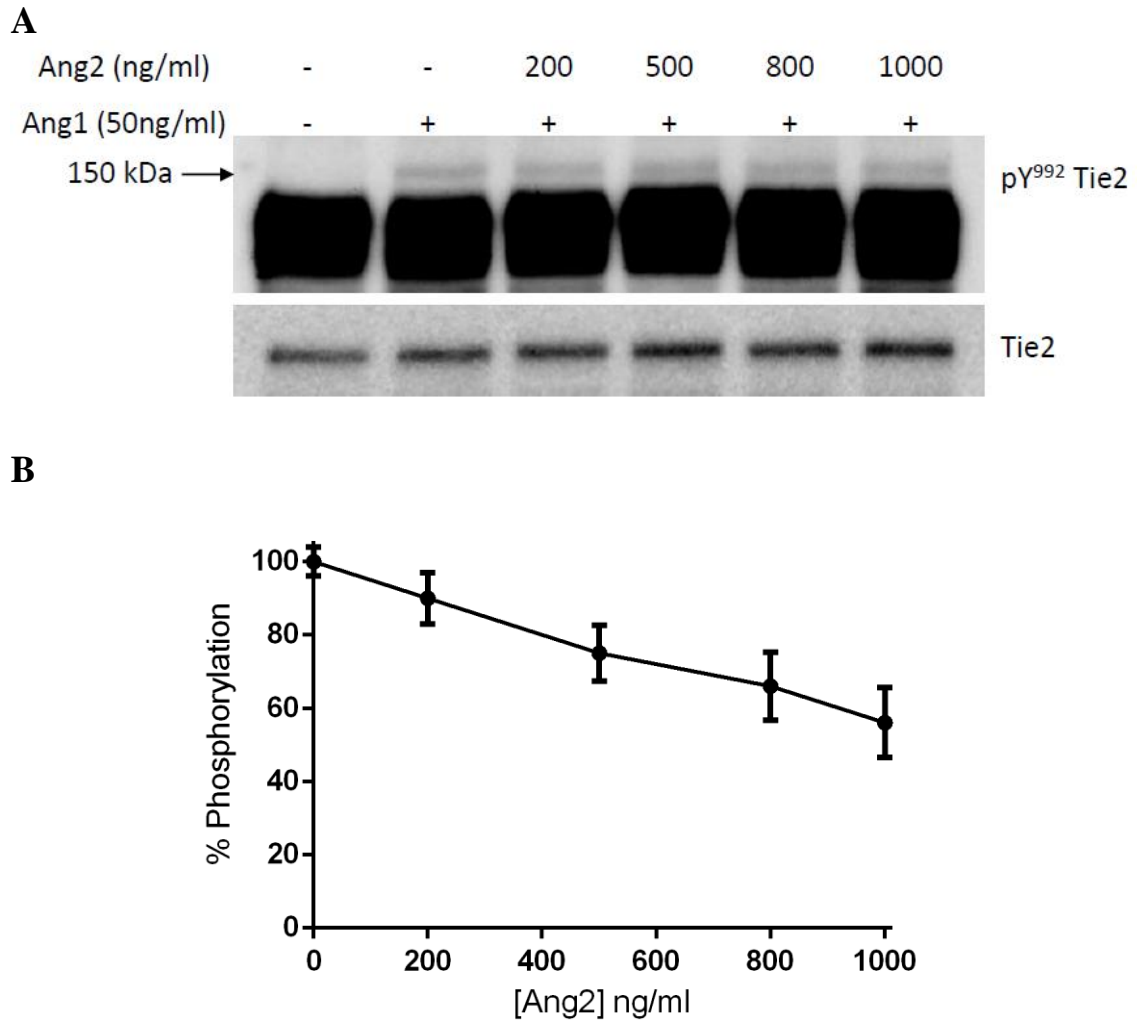 A
Ang2 (ng/ml) - - 200 500 800 1000
Ang1 (50ng/ml) - + + + + +
150 kDa
pY⁹⁹² Tie2
Tie2
B
% Phosphorylation
100
80
60
40
20
0
0 200 400 600 800 1000
[Ang2] ng/ml